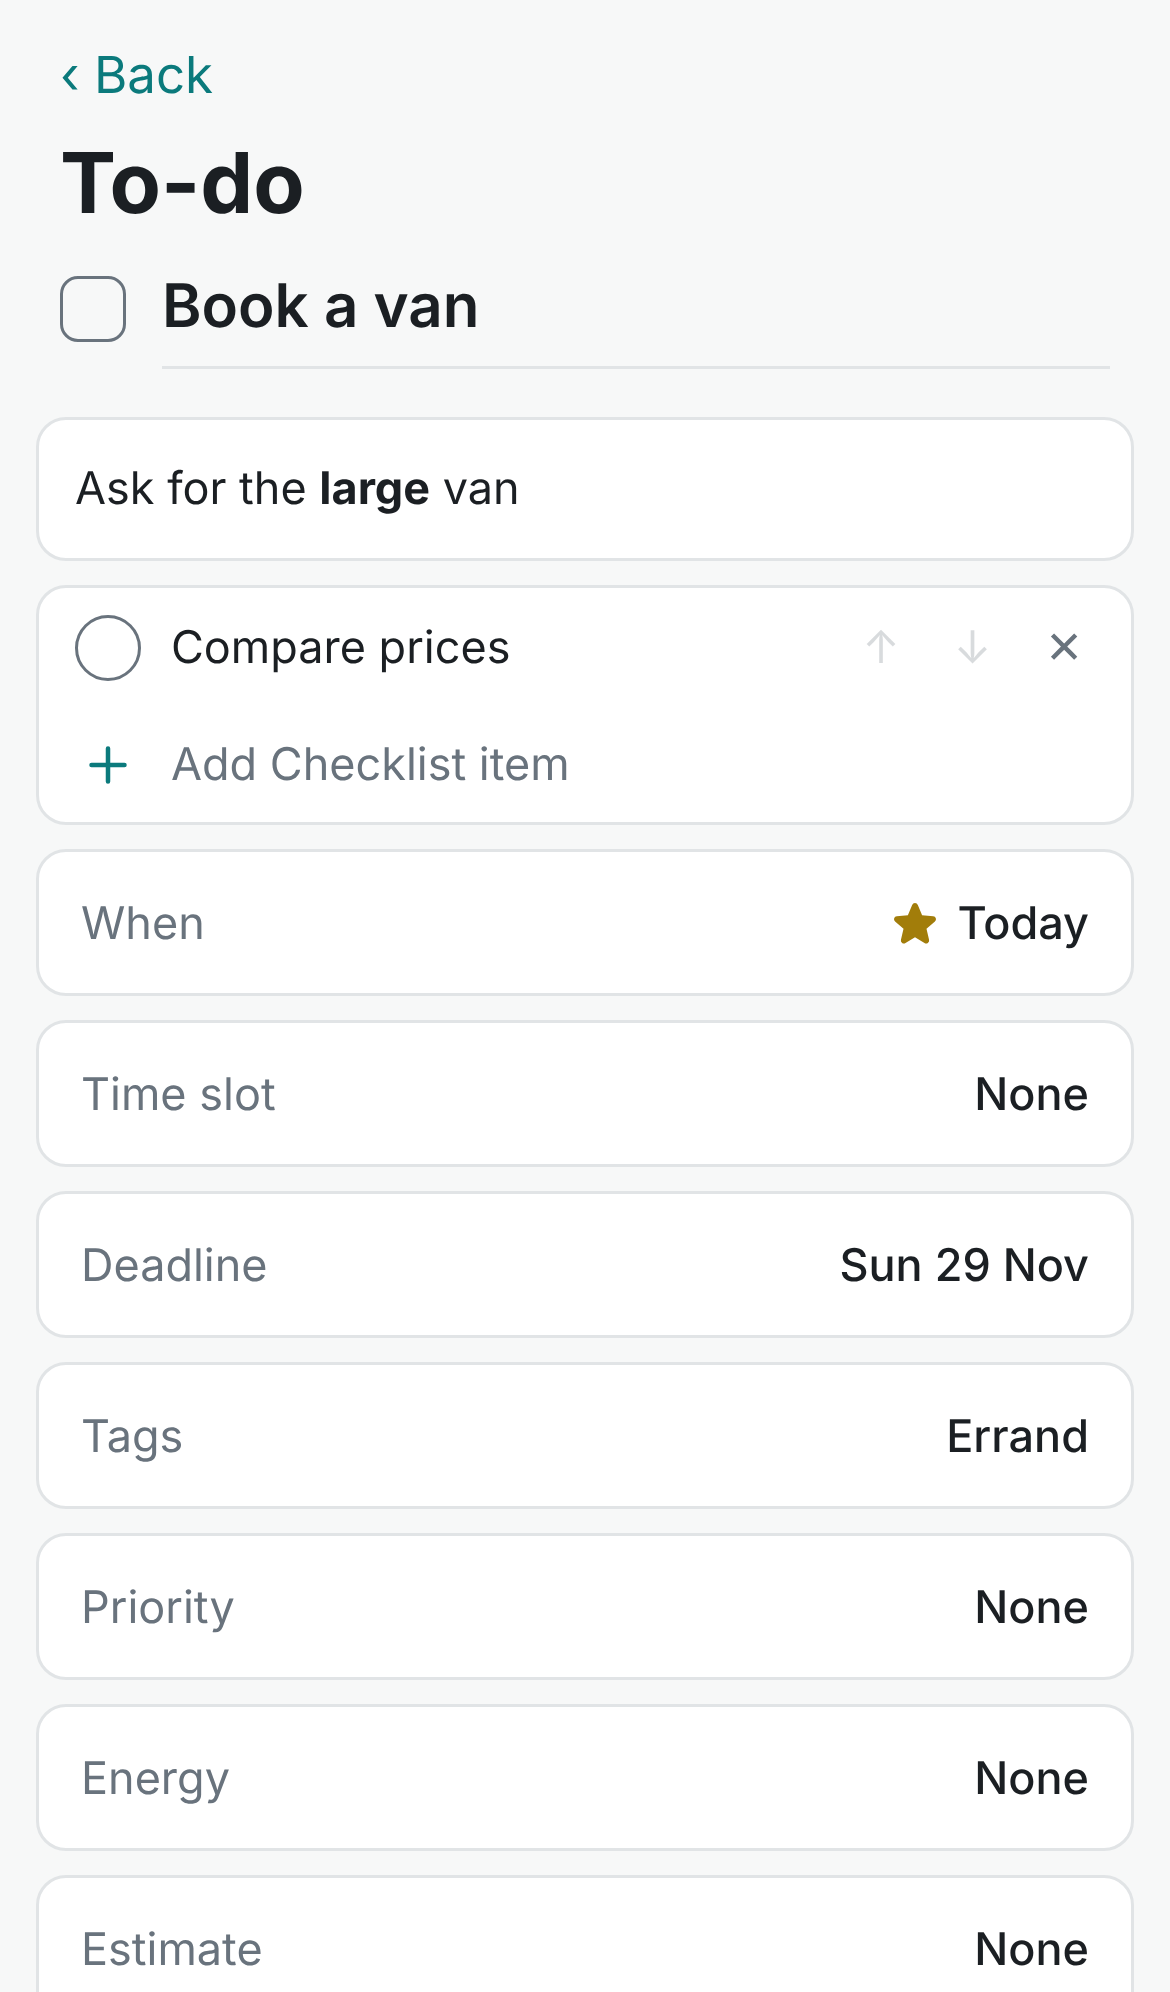 ‹ Back
To-do
Book a van
Ask for the large van
Compare prices
Add Checklist item
When Today
Time slot None
Deadline Sun 29 Nov
Tags Errand
Priority None
Energy None
Estimate None